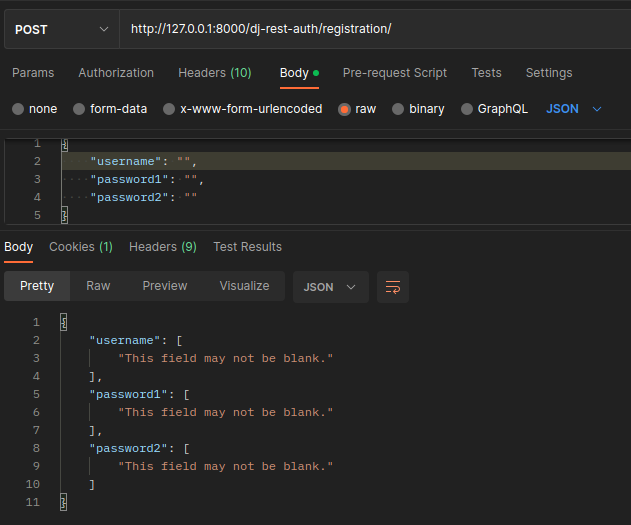 POST http://127.0.0.1:8000/dj-rest-auth/registration/
Params Authorization Headers (10) Body Pre-request Script Tests Settings
none form-data x-www-form-urlencoded raw binary GraphQL JSON
1 {
2 "username": "",
3 "password1": "",
4 "password2": ""
5 }
Body Cookies (1) Headers (9) Test Results
Pretty Raw Preview Visualize JSON
1 {
2 "username": [
3 "This field may not be blank."
4 ],
5 "password1": [
6 "This field may not be blank."
7 ],
8 "password2": [
9 "This field may not be blank."
10 ]
11 }